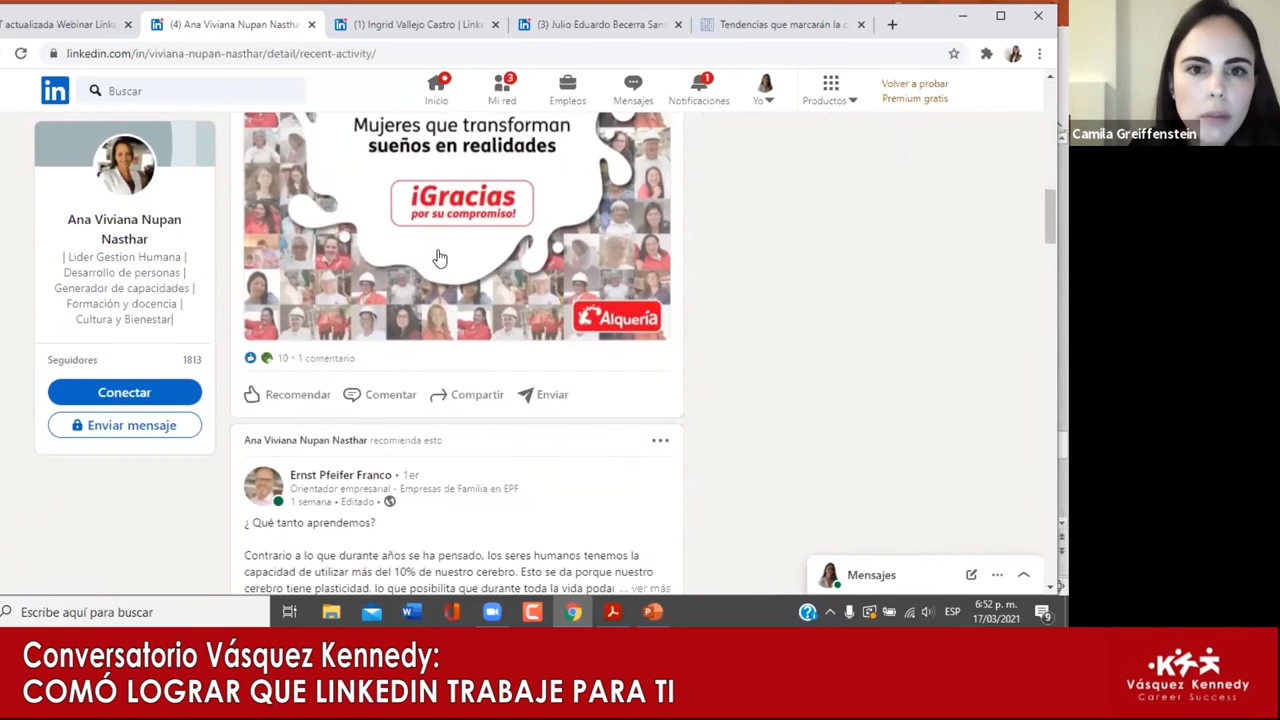 T actualizada Webinar Linke
(4) Ana Viviana Nupan Nastha
(1) Ingrid Vallejo Castro | Linke
(3) Julio Eduardo Becerra San
Tendencias que marcarán la c
linkedin.com/in/viviana-nupan-nasthar/detail/recent-activity/
in
Buscar
Inicio
3
Mi red
Empleos
Mensajes
1
Notificaciones
Yo
Productos
Volver a probar
Premium gratis
Camila Greiffenstein
Ana Viviana Nupan
Nasthar
| Lider Gestion Humana |
Desarrollo de personas |
Generador de capacidades |
Formación y docencia |
Cultura y Bienestar|
Seguidores 1813
Conectar
Enviar mensaje
Mujeres que transforman
sueños en realidades
¡Gracias
por su compromiso!
Alquería
10 • 1 comentario
Recomendar
Comentar
Compartir
Enviar
Ana Viviana Nupan Nasthar recomienda esto
Ernst Pfeifer Franco • 1er
Orientador empresarial - Empresas de Familia en EPF
1 semana • Editado •
¿ Qué tanto aprendemos?
Contrario a lo que durante años se ha pensado, los seres humanos tenemos la
capacidad de utilizar más del 10% de nuestro cerebro. Esto se da porque nuestro
cerebro tiene plasticidad, lo que posibilita que durante toda la vida podar ... ver más
Mensajes
Escribe aquí para buscar
ESP
6:52 p. m.
17/03/2021
9
Conversatorio Vásquez Kennedy:
COMÓ LOGRAR QUE LINKEDIN TRABAJE PARA TI
Vásquez Kennedy
Career Success